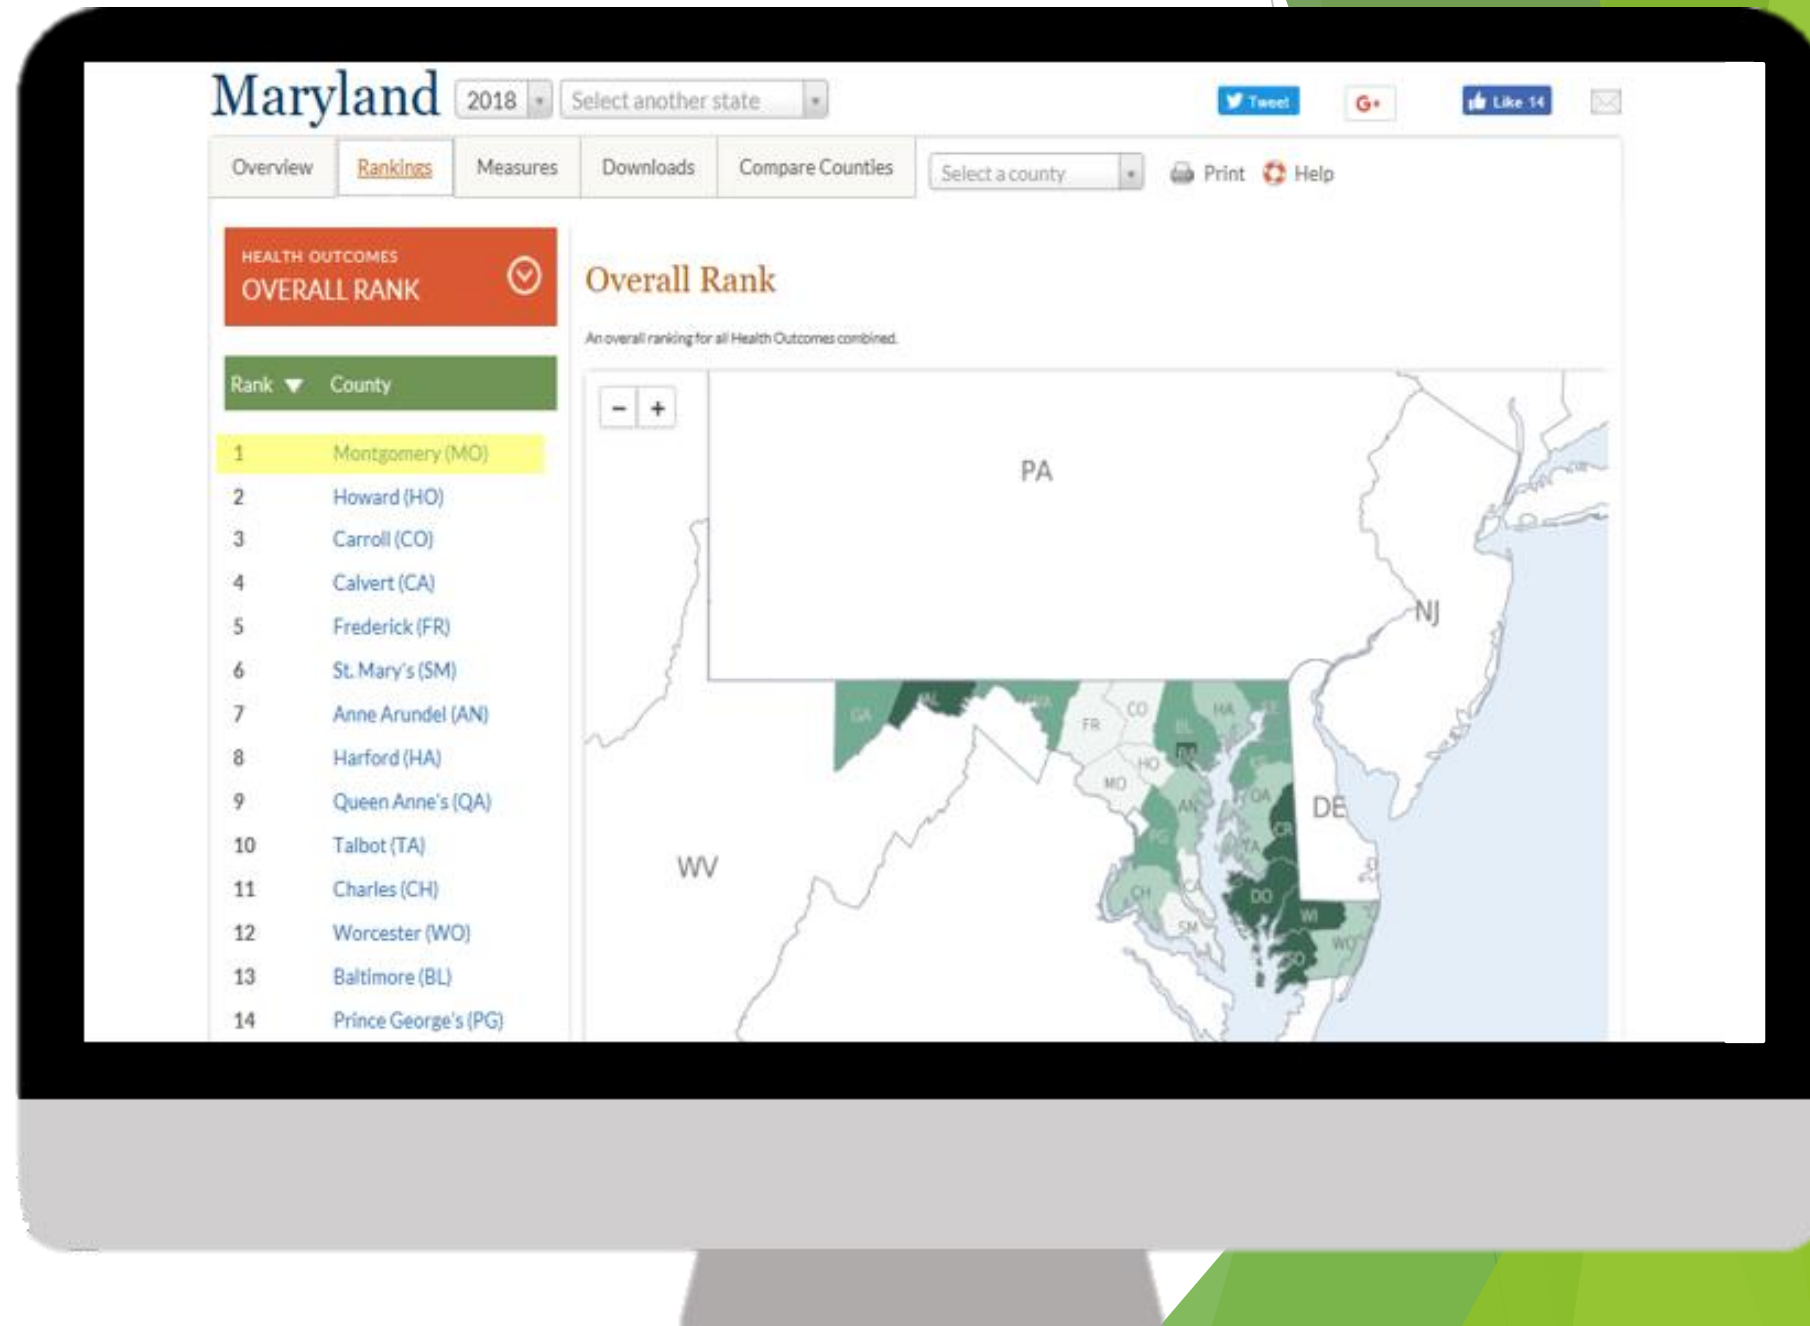 Maryland 2018 Select another state Tweet G+ Like 14
Overview Rankings Measures Downloads Compare Counties Select a county Print Help
HEALTH OUTCOMES
OVERALL RANK
Overall Rank
An overall ranking for all Health Outcomes combined.
Rank County
1 Montgomery (MO)
2 Howard (HO)
3 Carroll (CO)
4 Calvert (CA)
5 Frederick (FR)
6 St. Mary's (SM)
7 Anne Arundel (AN)
8 Harford (HA)
9 Queen Anne's (QA)
10 Talbot (TA)
11 Charles (CH)
12 Worcester (WO)
13 Baltimore (BL)
14 Prince George's (PG)
− +
PA
NJ
GA
FR
CO
BL
HA
HO
MO
AN
QA
DE
CR
PG
TA
WV
CH
DO
WI
SM
WO
SO